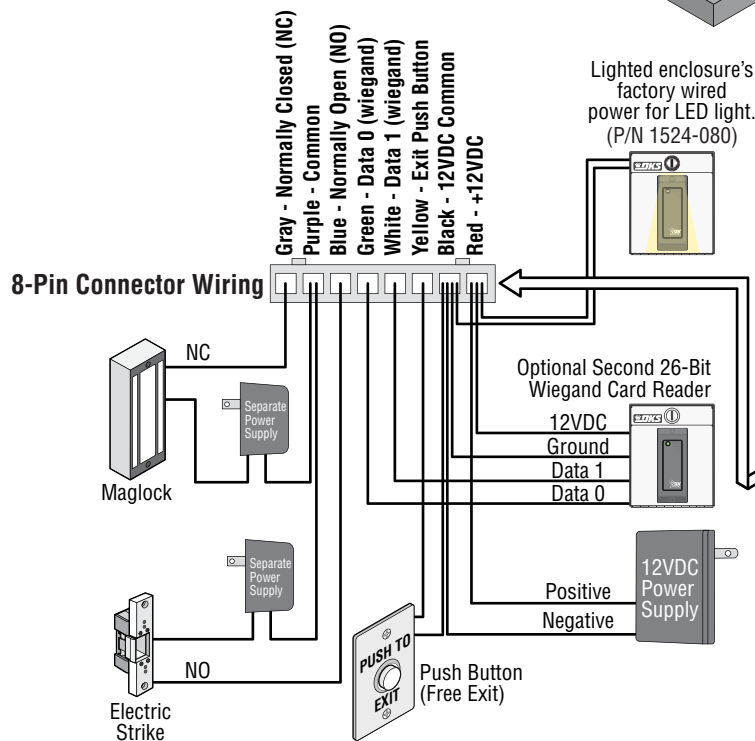 Lighted enclosure's
factory wired
power for LED light.
(P/N 1524-080)
Gray - Normally Closed (NC)
Purple - Common
Blue - Normally Open (NO)
Green - Data 0 (wiegand)
White - Data 1 (wiegand)
Yellow - Exit Push Button
Black - 12VDC Common
Red - +12VDC
DKS
8-Pin Connector Wiring
NC
Separate
Power
Supply
Maglock
Optional Second 26-Bit
Wiegand Card Reader
12VDC
Ground
Data 1
Data 0
DKS
Separate
Power
Supply
NO
Electric
Strike
PUSH TO
EXIT
Push Button
(Free Exit)
12VDC
Power
Supply
Positive
Negative